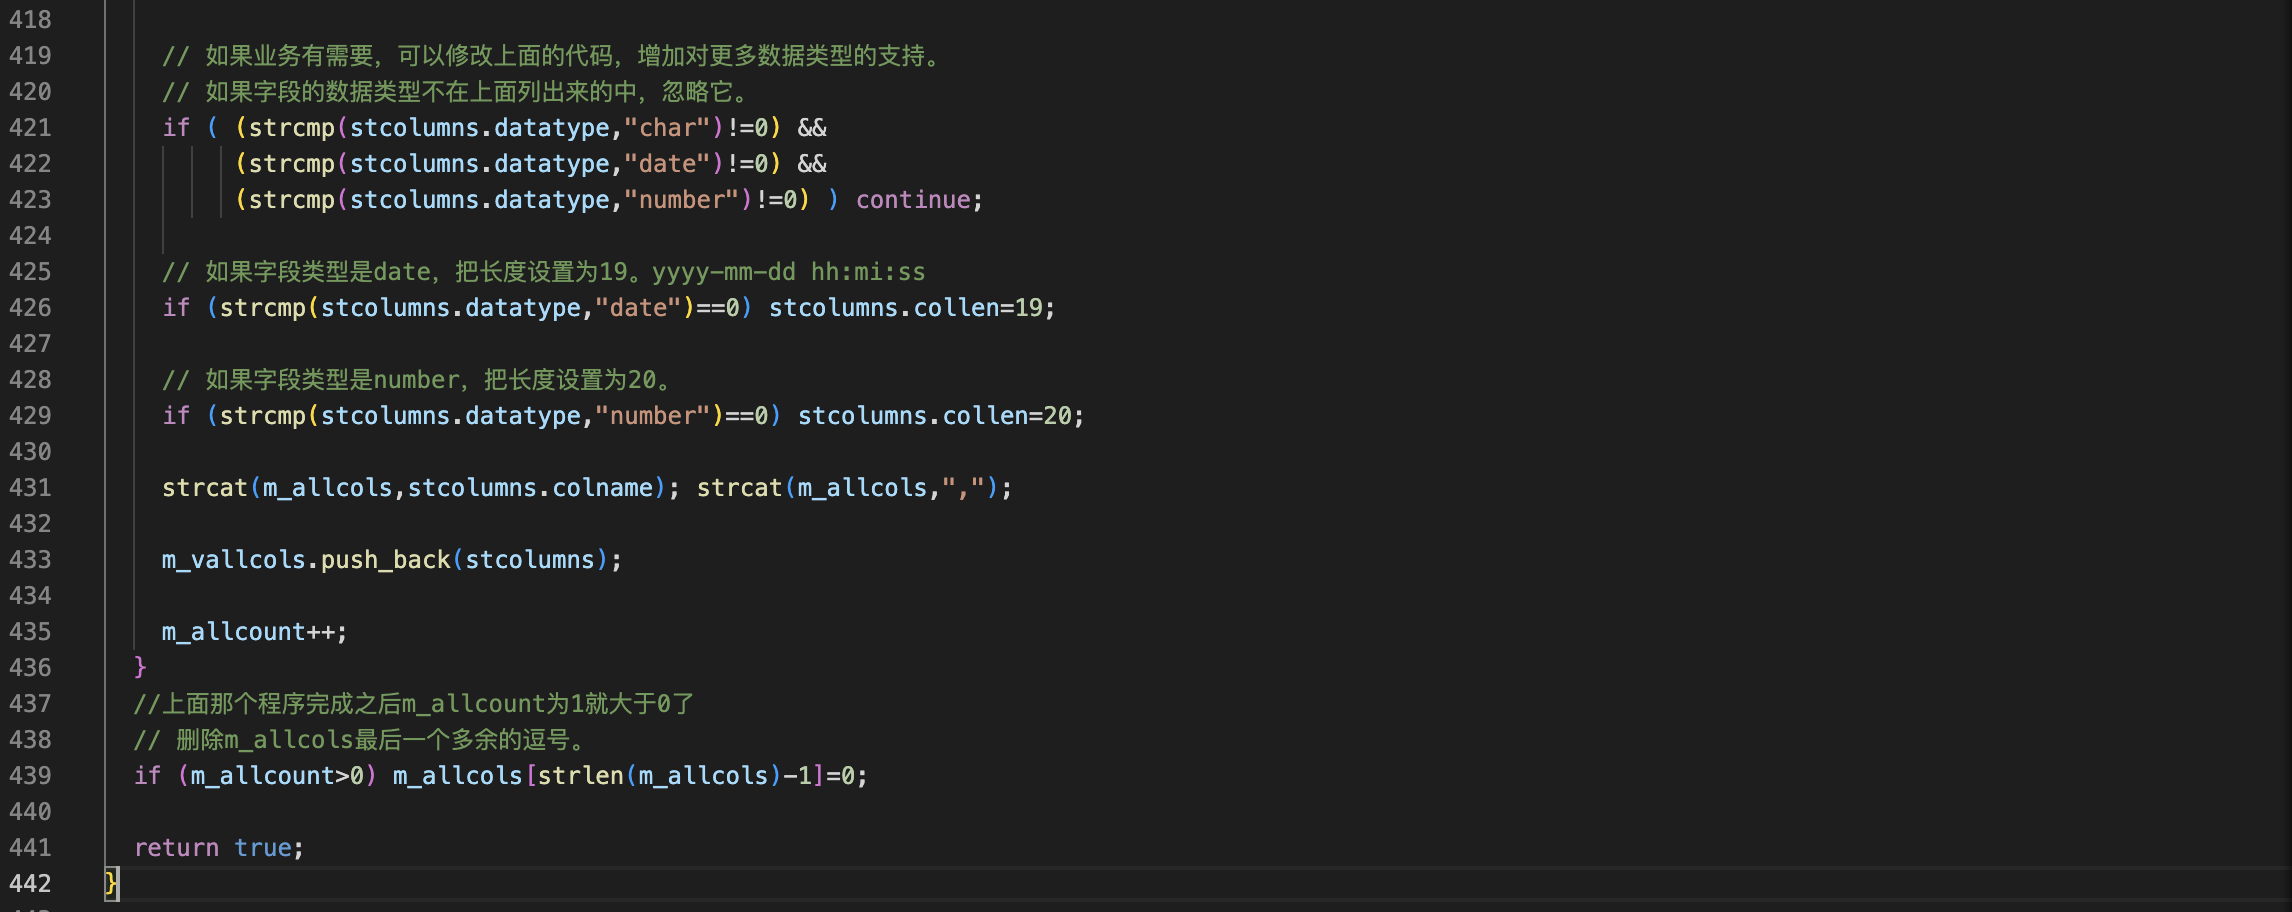 418
419 // 如果业务有需要，可以修改上面的代码，增加对更多数据类型的支持。
420 // 如果字段的数据类型不在上面列出来的中，忽略它。
421 if ( (strcmp(stcolumns.datatype,"char")!=0) &&
422 (strcmp(stcolumns.datatype,"date")!=0) &&
423 (strcmp(stcolumns.datatype,"number")!=0) ) continue;
424
425 // 如果字段类型是date，把长度设置为19。yyyy-mm-dd hh:mi:ss
426 if (strcmp(stcolumns.datatype,"date")==0) stcolumns.collen=19;
427
428 // 如果字段类型是number，把长度设置为20。
429 if (strcmp(stcolumns.datatype,"number")==0) stcolumns.collen=20;
430
431 strcat(m_allcols,stcolumns.colname); strcat(m_allcols,",");
432
433 m_vallcols.push_back(stcolumns);
434
435 m_allcount++;
436 }
437 //上面那个程序完成之后m_allcount为1就大于0了
438 // 删除m_allcols最后一个多余的逗号。
439 if (m_allcount>0) m_allcols[strlen(m_allcols)-1]=0;
440
441 return true;
442 }